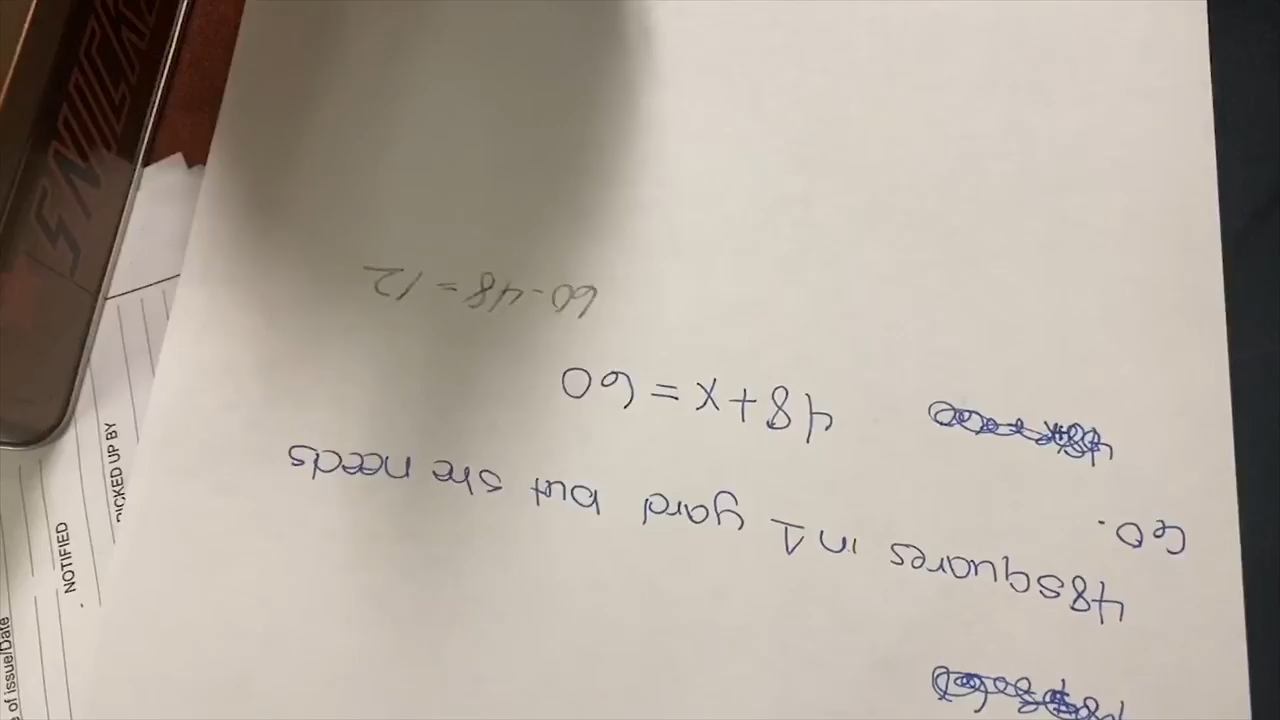 48 squares in 1 yard but she needs
60.
48+x=60
60-48=12
SNICK
PICKED UP BY
NOTIFIED
e of issue/Date